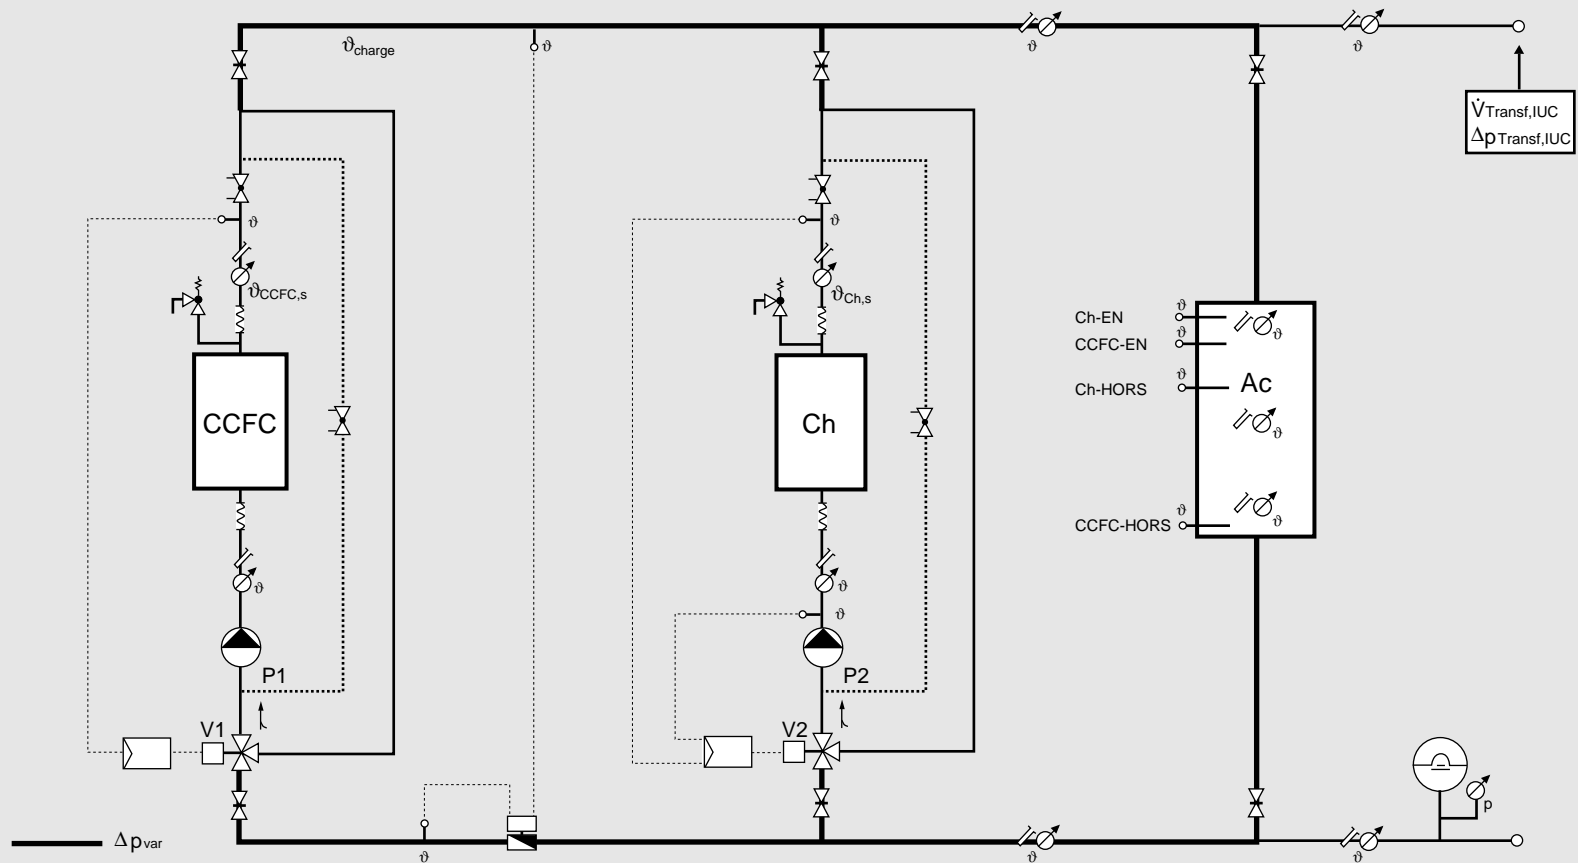 ϑcharge
ϑ
ϑ
ϑ
V̇Transf,IUC
ΔpTransf,IUC
ϑ
ϑ
ϑCCFC,s
ϑCh,s
Ch-EN
ϑ
ϑ
CCFC-EN
ϑ
Ch-HORS
ϑ
Ac
CCFC
Ch
ϑ
CCFC-HORS
ϑ
ϑ
ϑ
ϑ
ϑ
P1
P2
V1
V2
p
Δpvar
ϑ
ϑ
ϑ